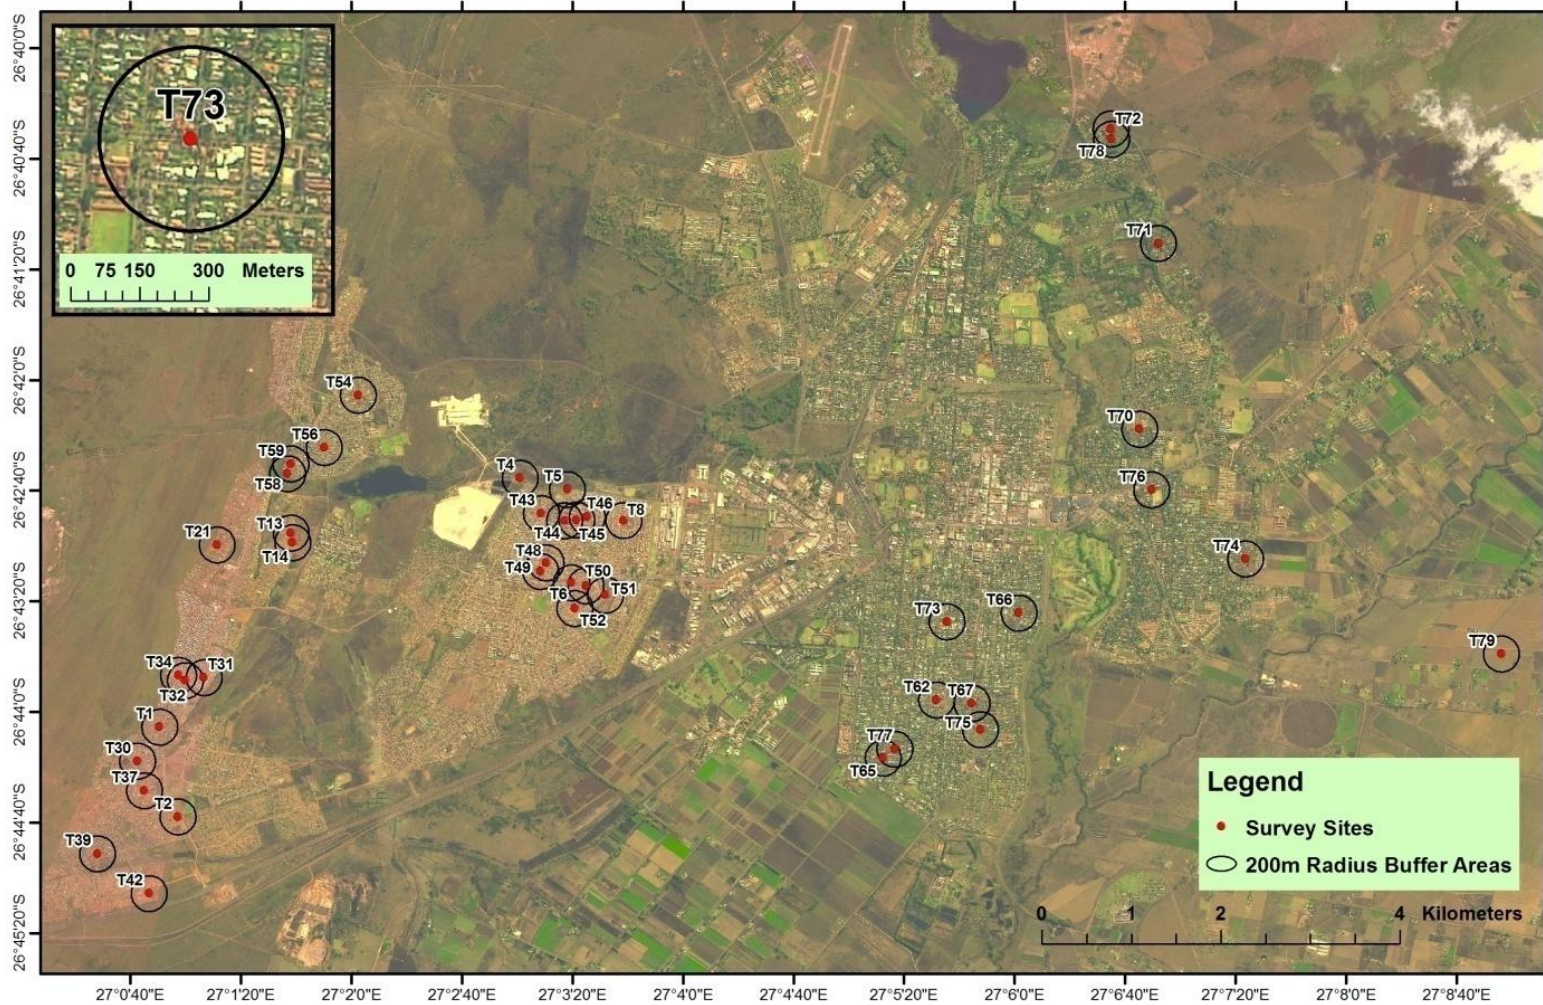 T73
0 75 150 300 Meters
26°40'0"S
26°40'40"S
26°41'20"S
26°42'0"S
26°42'40"S
26°43'20"S
26°44'0"S
26°44'40"S
26°45'20"S
T72
T78
T71
T54
T56
T59
T58
T70
T76
T4
T5
T43
T46
T8
T44
T45
T21
T13
T14
T48
T49
T50
T6
T51
T52
T74
T73
T66
T79
T34
T31
T32
T1
T62
T67
T75
T30
T77
T65
T37
T2
T39
T42
Legend
Survey Sites
200m Radius Buffer Areas
0 1 2 4 Kilometers
27°0'40"E 27°1'20"E 27°2'0"E 27°2'40"E 27°3'20"E 27°4'0"E 27°4'40"E 27°5'20"E 27°6'0"E 27°6'40"E 27°7'20"E 27°8'0"E 27°8'40"E